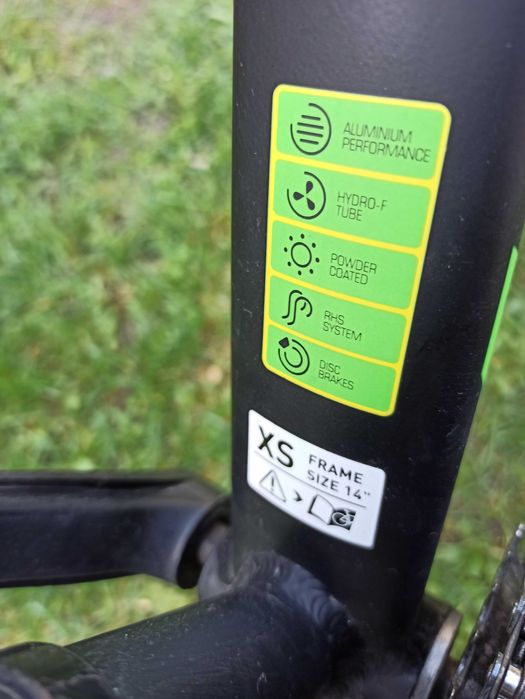 ALUMINIUM
PERFORMANCE
HYDRO-F
TUBE
POWDER
COATED
RHS
SYSTEM
DISC
BRAKES
XS FRAME
SIZE 14"